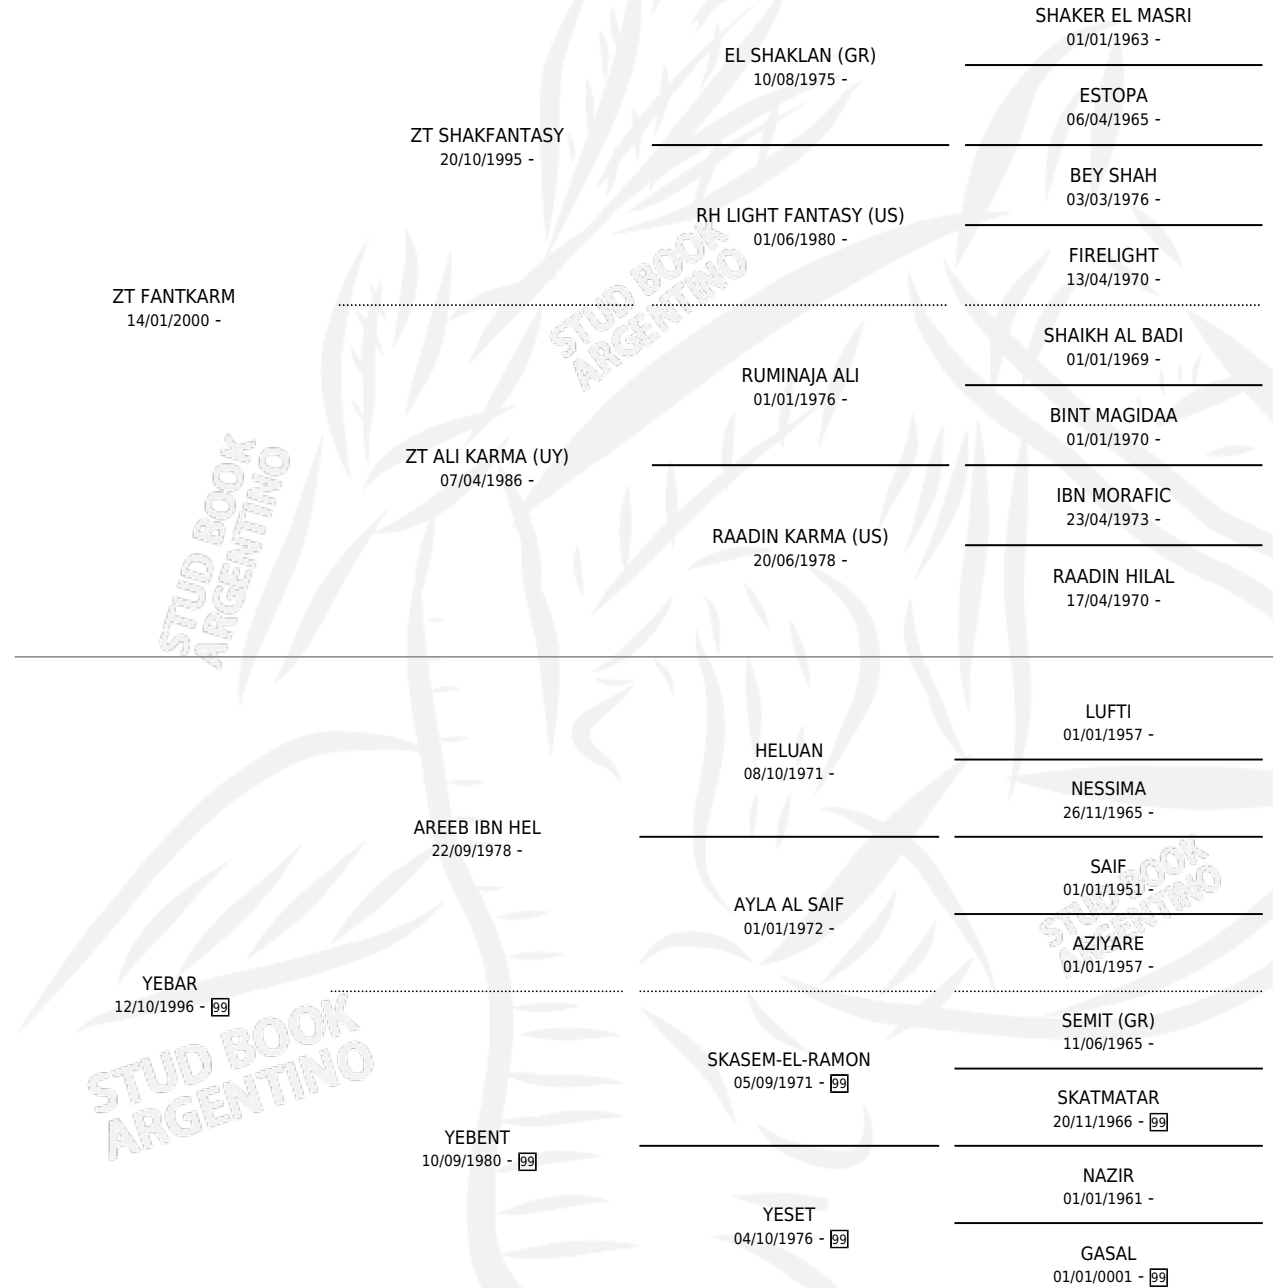 SHAKER EL MASRI
01/01/1963 -
EL SHAKLAN (GR)
10/08/1975 -
ESTOPA
06/04/1965 -
ZT SHAKFANTASY
20/10/1995 -
BEY SHAH
03/03/1976 -
RH LIGHT FANTASY (US)
01/06/1980 -
FIRELIGHT
13/04/1970 -
ZT FANTKARM
14/01/2000 -
STUD BOOK
ARGENTINO
SHAIKH AL BADI
01/01/1969 -
RUMINAJA ALI
01/01/1976 -
BINT MAGIDAA
01/01/1970 -
ZT ALI KARMA (UY)
07/04/1986 -
IBN MORAFIC
23/04/1973 -
RAADIN KARMA (US)
20/06/1978 -
RAADIN HILAL
17/04/1970 -
STUD BOOK
ARGENTINO
LUFTI
01/01/1957 -
HELUAN
08/10/1971 -
NESSIMA
26/11/1965 -
AREEB IBN HEL
22/09/1978 -
SAIF
01/01/1951 -
AYLA AL SAIF
01/01/1972 -
AZIYARE
01/01/1957 -
STUD BOOK
ARGENTINO
YEBAR
12/10/1996 - 99
SEMIT (GR)
11/06/1965 -
SKASEM-EL-RAMON
05/09/1971 - 99
SKATMATAR
20/11/1966 - 99
STUD BOOK
ARGENTINO
YEBENT
10/09/1980 - 99
NAZIR
01/01/1961 -
YESET
04/10/1976 - 99
GASAL
01/01/0001 - 99